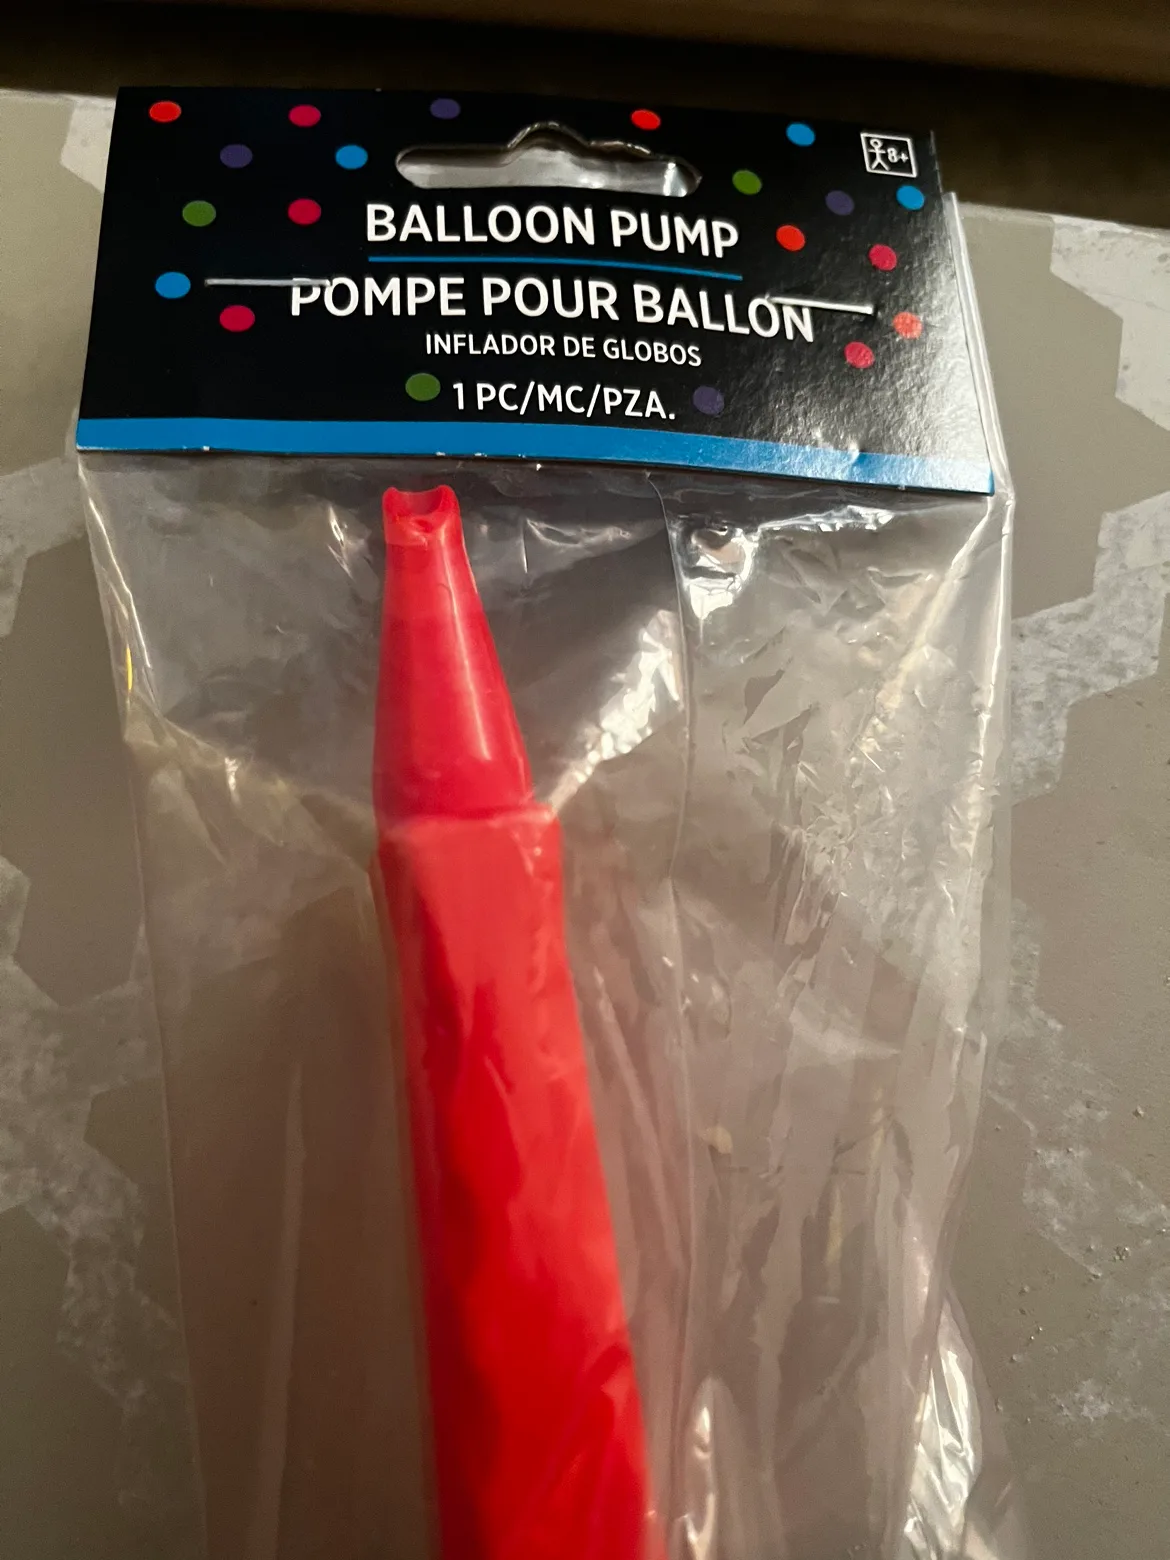 8+
BALLOON PUMP
POMPE POUR BALLON
INFLADOR DE GLOBOS
1 PC/MC/PZA.